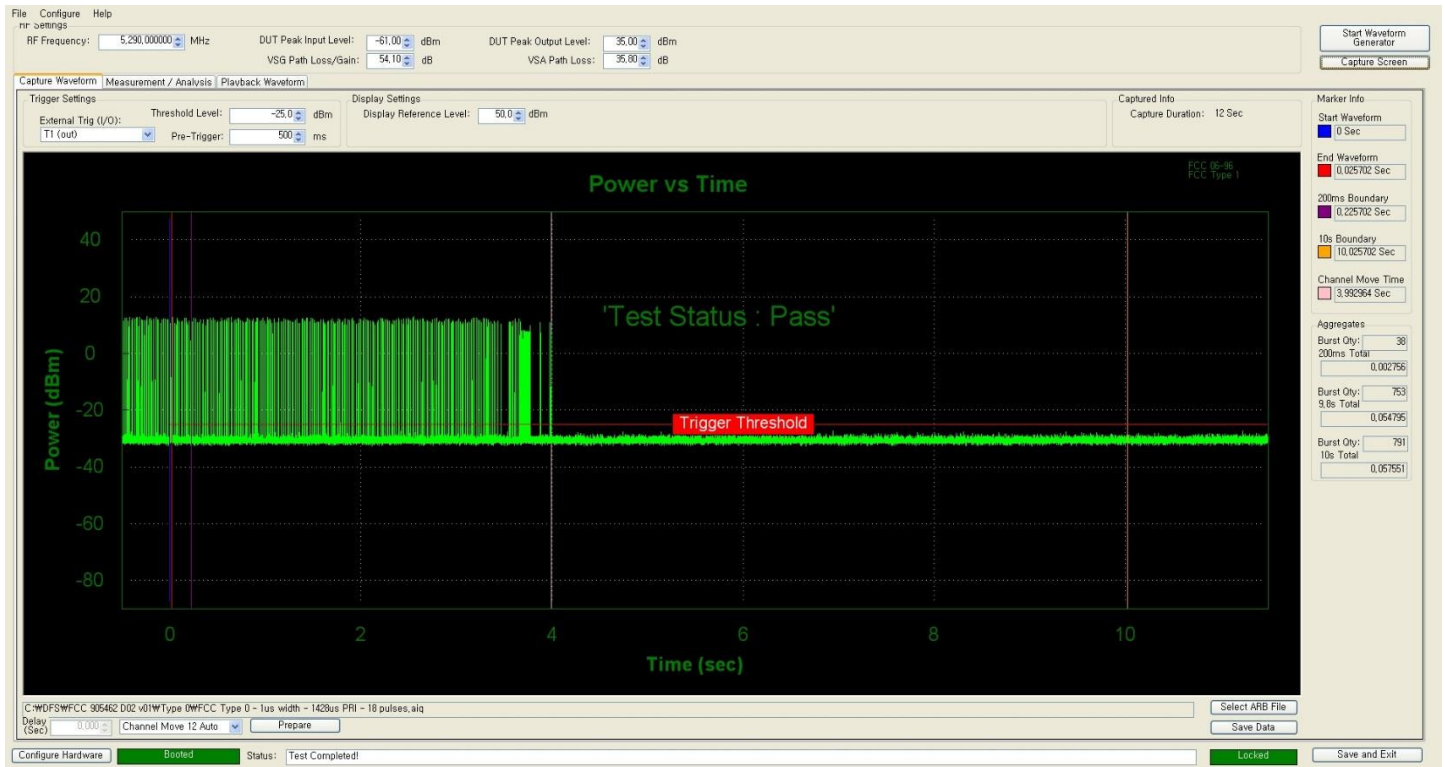 File Configure Help
RF Settings
RF Frequency: 5,290,000000 MHz DUT Peak Input Level: -61,00 dBm DUT Peak Output Level: 35,00 dBm
VSG Path Loss/Gain: 54,10 dB VSA Path Loss: 35,80 dB
Start Waveform Generator
Capture Screen
Capture Waveform Measurement / Analysis Playback Waveform
Trigger Settings
External Trig (I/O):
T1 (out)
Threshold Level: -25,0 dBm
Pre-Trigger: 500 ms
Display Settings
Display Reference Level: 50,0 dBm
Captured Info
Capture Duration: 12 Sec
FCC 06-96
FCC Type 1
Power vs Time
'Test Status : Pass'
Trigger Threshold
Power (dBm)
40
20
0
-20
-40
-60
-80
0 2 4 6 8 10
Time (sec)
Marker Info
Start Waveform
0 Sec
End Waveform
0,025702 Sec
200ms Boundary
0,225702 Sec
10s Boundary
10,025702 Sec
Channel Move Time
3,992964 Sec
Aggregates
Burst Qty: 38
200ms Total
0,002756
Burst Qty: 753
9,8s Total
0,054795
Burst Qty: 791
10s Total
0,057551
C:₩DFS₩FCC 905462 D02 v01₩Type 0₩FCC Type 0 - 1us width - 1428us PRI - 18 pulses,aiq
Select ARB File
Delay (Sec) 0,000 Channel Move 12 Auto Prepare
Save Data
Configure Hardware Booted Status: Test Completed! Locked Save and Exit